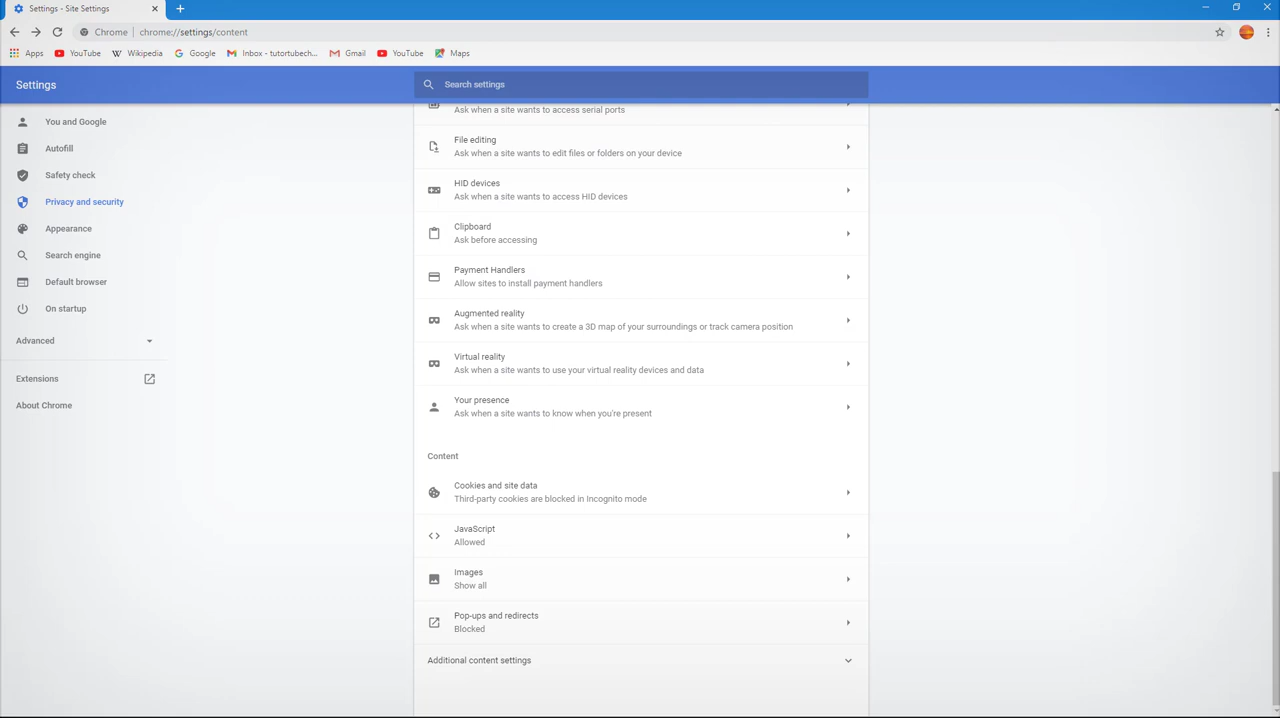 Settings - Site Settings
Chrome | chrome://settings/content
Apps YouTube Wikipedia Google Inbox - tutortubech... Gmail YouTube Maps
Settings
Search settings
You and Google
Autofill
Safety check
Privacy and security
Appearance
Search engine
Default browser
On startup
Advanced
Extensions
About Chrome
Ask when a site wants to access serial ports
File editing
Ask when a site wants to edit files or folders on your device
HID devices
Ask when a site wants to access HID devices
Clipboard
Ask before accessing
Payment Handlers
Allow sites to install payment handlers
Augmented reality
Ask when a site wants to create a 3D map of your surroundings or track camera position
Virtual reality
Ask when a site wants to use your virtual reality devices and data
Your presence
Ask when a site wants to know when you're present
Content
Cookies and site data
Third-party cookies are blocked in Incognito mode
JavaScript
Allowed
Images
Show all
Pop-ups and redirects
Blocked
Additional content settings